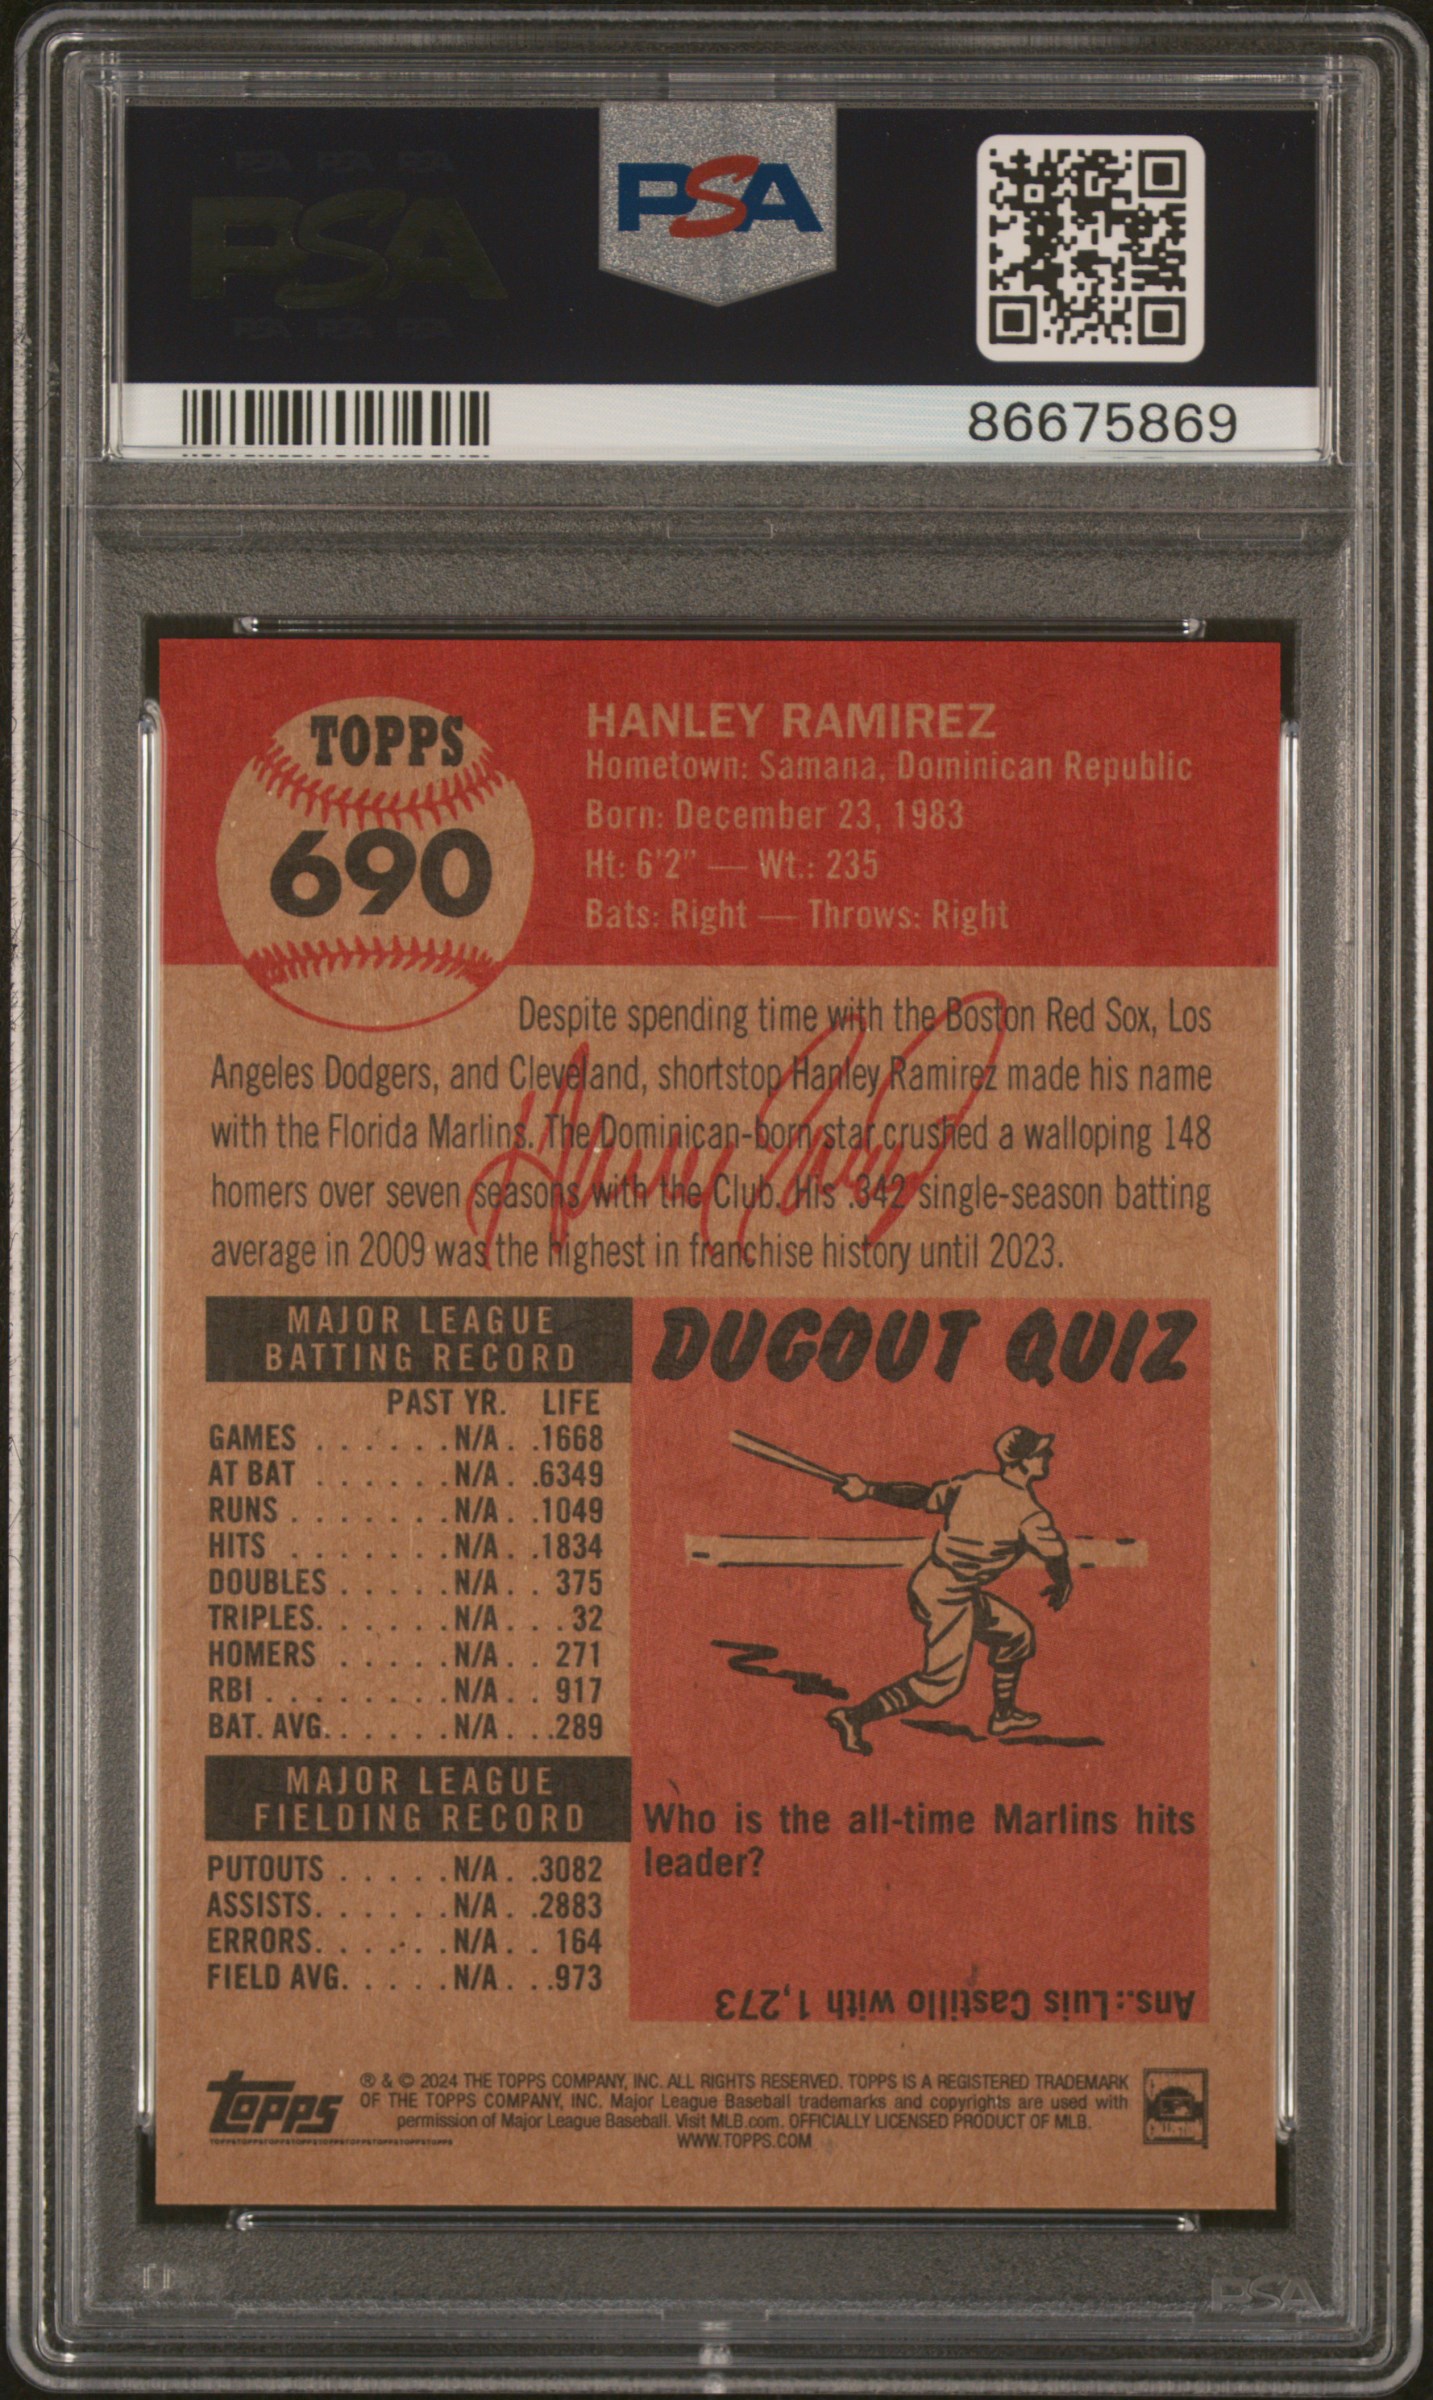 PSA PSA PSA
PSA
PSA PSA PSA
PSA
86675869
TOPPS
690
HANLEY RAMIREZ
Hometown: Samana, Dominican Republic
Born: December 23, 1983
Ht: 6'2" — Wt.: 235
Bats: Right — Throws: Right
Despite spending time with the Boston Red Sox, Los
Angeles Dodgers, and Cleveland, shortstop Hanley Ramirez made his name
with the Florida Marlins. The Dominican-born star crushed a walloping 148
homers over seven seasons with the Club. His .342 single-season batting
average in 2009 was the highest in franchise history until 2023.
MAJOR LEAGUE
BATTING RECORD
PAST YR. LIFE
GAMES . . . . . . N/A . . 1668
AT BAT . . . . . . N/A . . 6349
RUNS . . . . . . . N/A . . 1049
HITS . . . . . . . N/A . . 1834
DOUBLES . . . . . N/A . . 375
TRIPLES. . . . . . N/A . . . 32
HOMERS . . . . . N/A . . 271
RBI . . . . . . . . N/A . . 917
BAT. AVG. . . . . . N/A . . .289
MAJOR LEAGUE
FIELDING RECORD
PUTOUTS . . . . . N/A . . 3082
ASSISTS. . . . . . N/A . . 2883
ERRORS. . . . . . N/A . . 164
FIELD AVG. . . . . N/A . . .973
DUGOUT QUIZ
Who is the all-time Marlins hits
leader?
Ans.: Luis Castillo with 1,273
Topps
® & © 2024 THE TOPPS COMPANY, INC. ALL RIGHTS RESERVED. TOPPS IS A REGISTERED TRADEMARK
OF THE TOPPS COMPANY, INC. Major League Baseball trademarks and copyrights are used with
permission of Major League Baseball. Visit MLB.com. OFFICIALLY LICENSED PRODUCT OF MLB.
WWW.TOPPS.COM
PSA